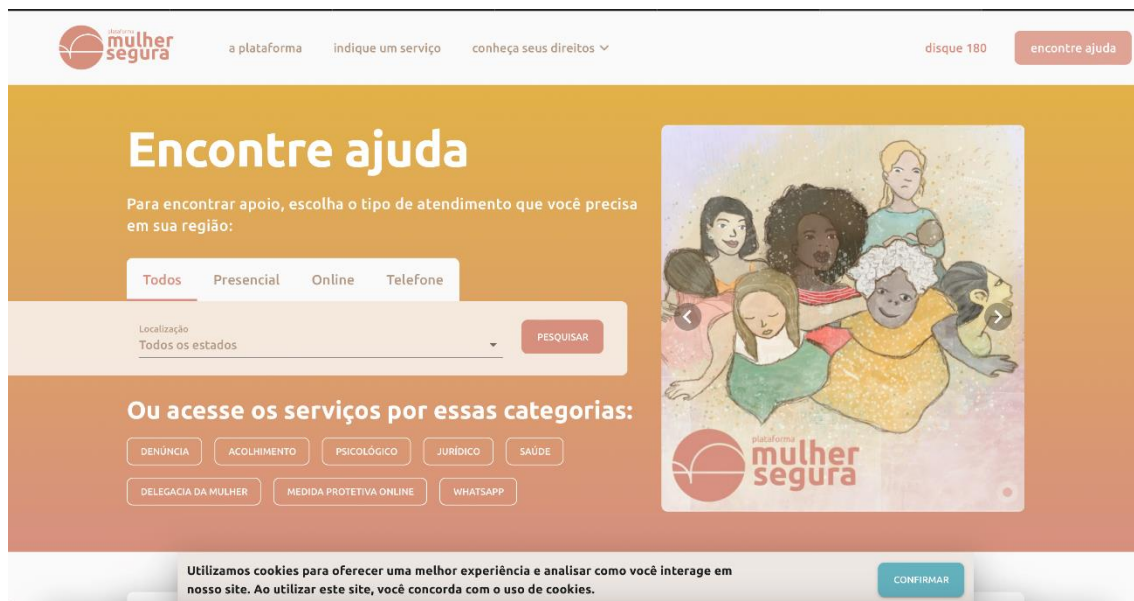 plataforma
mulher
segura
a plataforma
indique um serviço
conheça seus direitos
disque 180
encontre ajuda
Encontre ajuda
Para encontrar apoio, escolha o tipo de atendimento que você precisa
em sua região:
Todos
Presencial
Online
Telefone
Localização
Todos os estados
PESQUISAR
Ou acesse os serviços por essas categorias:
DENÚNCIA
ACOLHIMENTO
PSICOLÓGICO
JURÍDICO
SAÚDE
DELEGACIA DA MULHER
MEDIDA PROTETIVA ONLINE
WHATSAPP
plataforma
mulher
segura
Utilizamos cookies para oferecer uma melhor experiência e analisar como você interage em
nosso site. Ao utilizar este site, você concorda com o uso de cookies.
CONFIRMAR